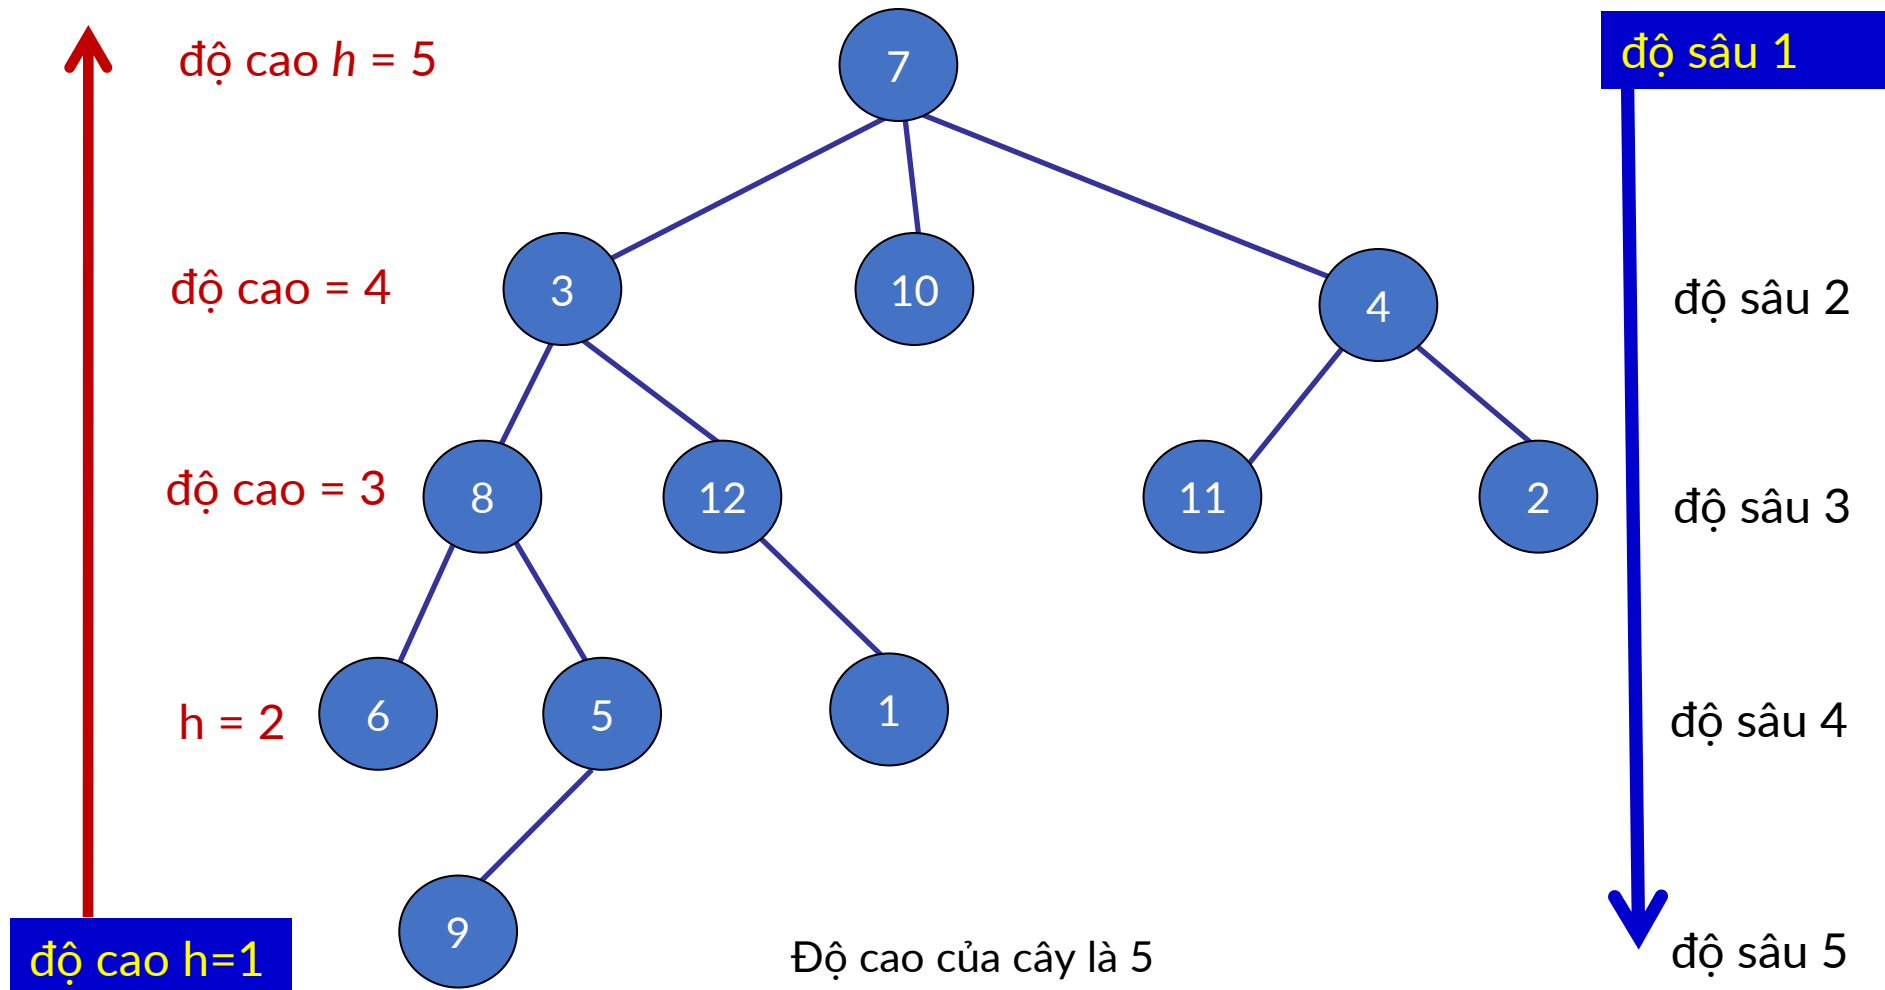 độ cao h = 5
7
độ sâu 1
độ cao = 4
3
10
4
độ sâu 2
độ cao = 3
8
12
11
2
độ sâu 3
h = 2
6
5
1
độ sâu 4
độ cao h=1
9
Độ cao của cây là 5
độ sâu 5